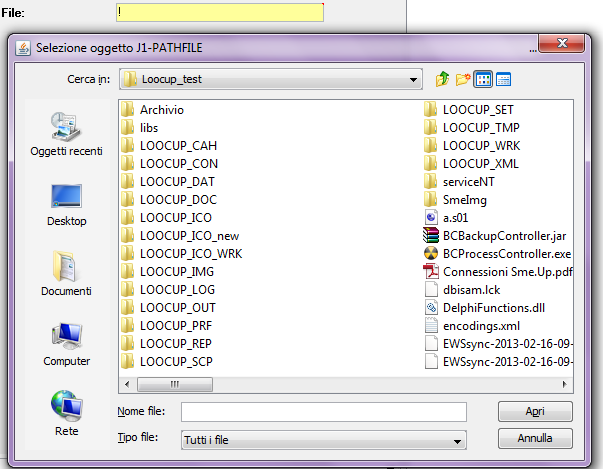 File: !
Selezione oggetto J1-PATHFILE
...
Cerca in: Loocup_test
Oggetti recenti
Desktop
Documenti
Computer
Rete
Archivio
libs
LOOCUP_CAH
LOOCUP_CON
LOOCUP_DAT
LOOCUP_DOC
LOOCUP_ICO
LOOCUP_ICO_new
LOOCUP_ICO_WRK
LOOCUP_IMG
LOOCUP_LOG
LOOCUP_OUT
LOOCUP_PRF
LOOCUP_REP
LOOCUP_SCP
LOOCUP_SET
LOOCUP_TMP
LOOCUP_WRK
LOOCUP_XML
serviceNT
SmeImg
a.s01
BCBackupController.jar
BCProcessController.exe
Connessioni Sme.Up.pdf
dbisam.lck
DelphiFunctions.dll
encodings.xml
EWSsync-2013-02-16-09-
EWSsync-2013-02-16-09-
Nome file:
Apri
Tipo file: Tutti i file
Annulla